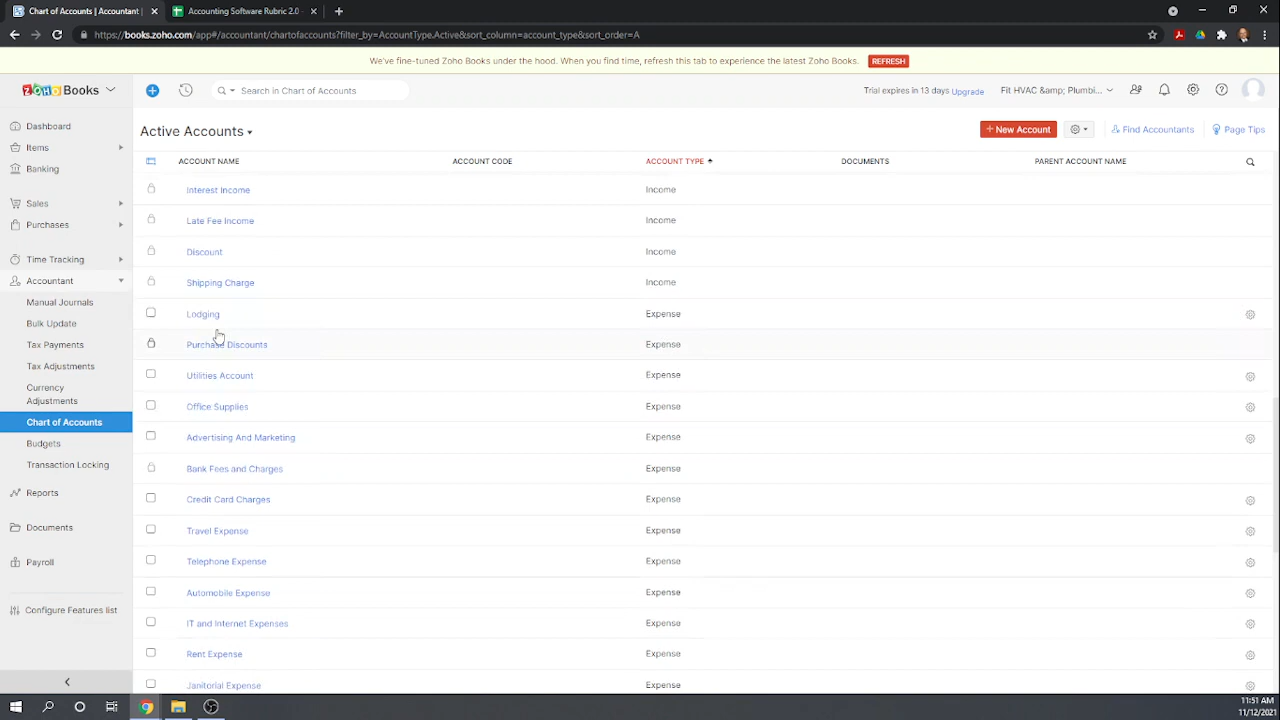 Chart of Accounts | Accountant
Accounting Software Rubric 2.0 -
https://books.zoho.com/app#/accountant/chartofaccounts?filter_by=AccountType.Active&sort_column=account_type&sort_order=A
We've fine-tuned Zoho Books under the hood. When you find time, refresh this tab to experience the latest Zoho Books. REFRESH
ZOHO Books
Search in Chart of Accounts
Trial expires in 13 days Upgrade
Fit HVAC &amp; Plumbi...
Dashboard
Items
Banking
Sales
Purchases
Time Tracking
Accountant
Manual Journals
Bulk Update
Tax Payments
Tax Adjustments
Currency
Adjustments
Chart of Accounts
Budgets
Transaction Locking
Reports
Documents
Payroll
Configure Features list
Active Accounts
+ New Account
Find Accountants
Page Tips
ACCOUNT NAME ACCOUNT CODE ACCOUNT TYPE DOCUMENTS PARENT ACCOUNT NAME
Interest Income Income
Late Fee Income Income
Discount Income
Shipping Charge Income
Lodging Expense
Purchase Discounts Expense
Utilities Account Expense
Office Supplies Expense
Advertising And Marketing Expense
Bank Fees and Charges Expense
Credit Card Charges Expense
Travel Expense Expense
Telephone Expense Expense
Automobile Expense Expense
IT and Internet Expenses Expense
Rent Expense Expense
Janitorial Expense Expense
11:51 AM
11/12/2021